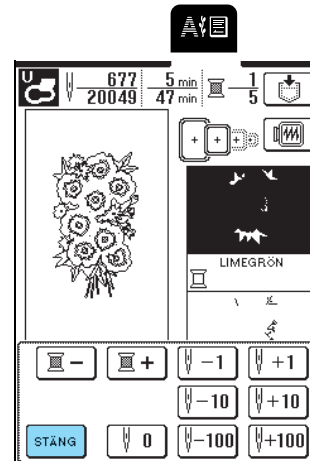 A
U 677 5 min 1
20049 47 min 5
LIMEGRÖN
− + −1 +1
−10 +10
STÄNG 0 −100 +100